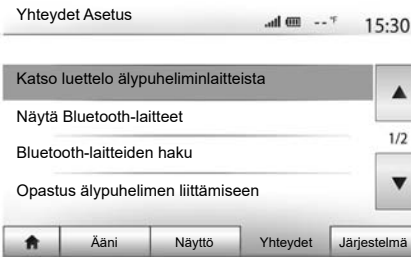 Yhteydet Asetus
-- °F 15:30
Katso luettelo älypuheliminlaitteista
Näytä Bluetooth-laitteet
1/2
Bluetooth-laitteiden haku
Opastus älypuhelimen liittämiseen
Ääni Näyttö Yhteydet Järjestelmä